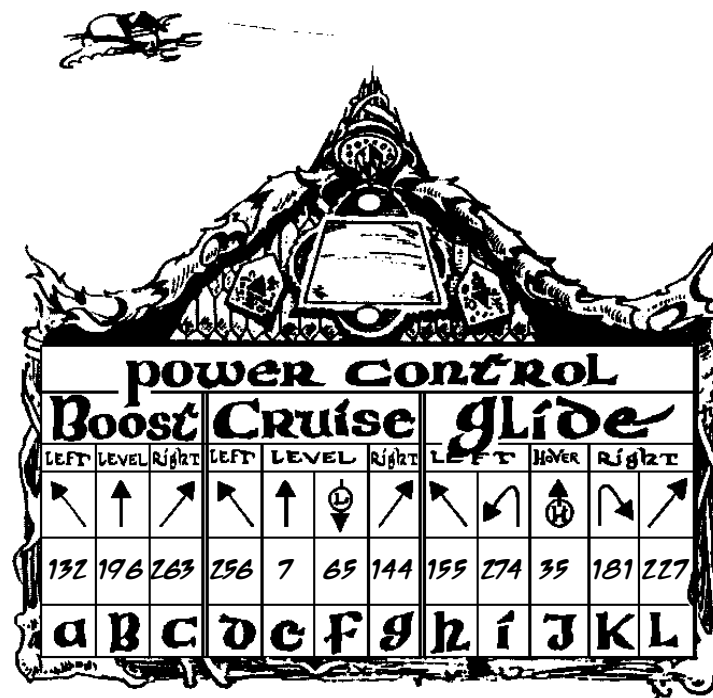 power control
Boost Cruise glide
LEFT LEVEL Right LEFT LEVEL Right LEFT HOVER Right
L H
132 196 263 256 7 65 144 155 274 35 181 227
a B C d e f g h i J K L